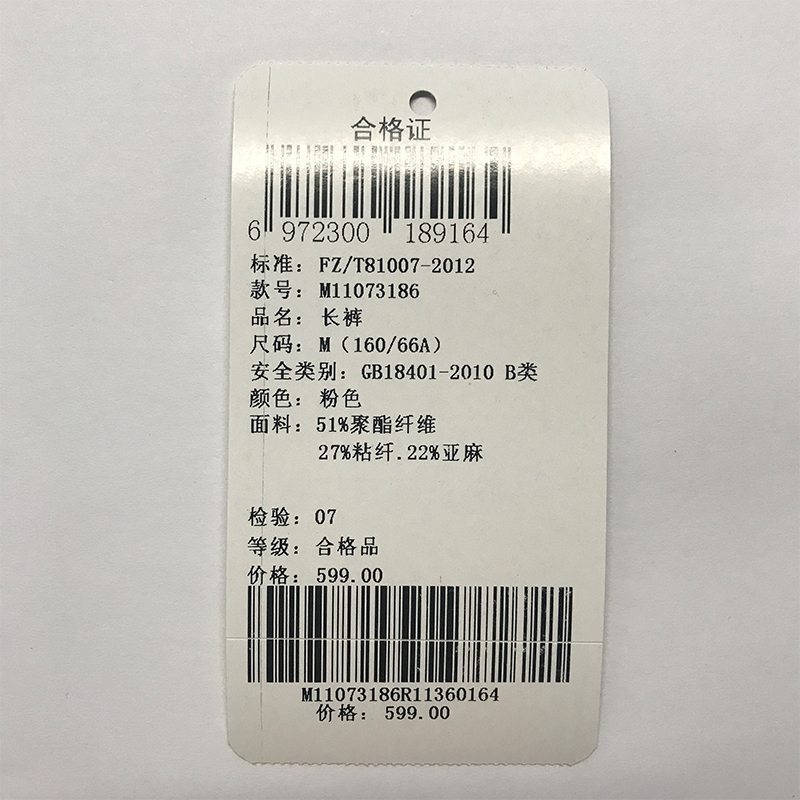 合格证
6 972300 189164
标准: FZ/T81007-2012
款号: M11073186
品名: 长裤
尺码: M（160/66A）
安全类别: GB18401-2010 B类
颜色: 粉色
面料: 51%聚酯纤维
27%粘纤.22%亚麻
检验: 07
等级: 合格品
价格: 599.00
M11073186R11360164
价格: 599.00